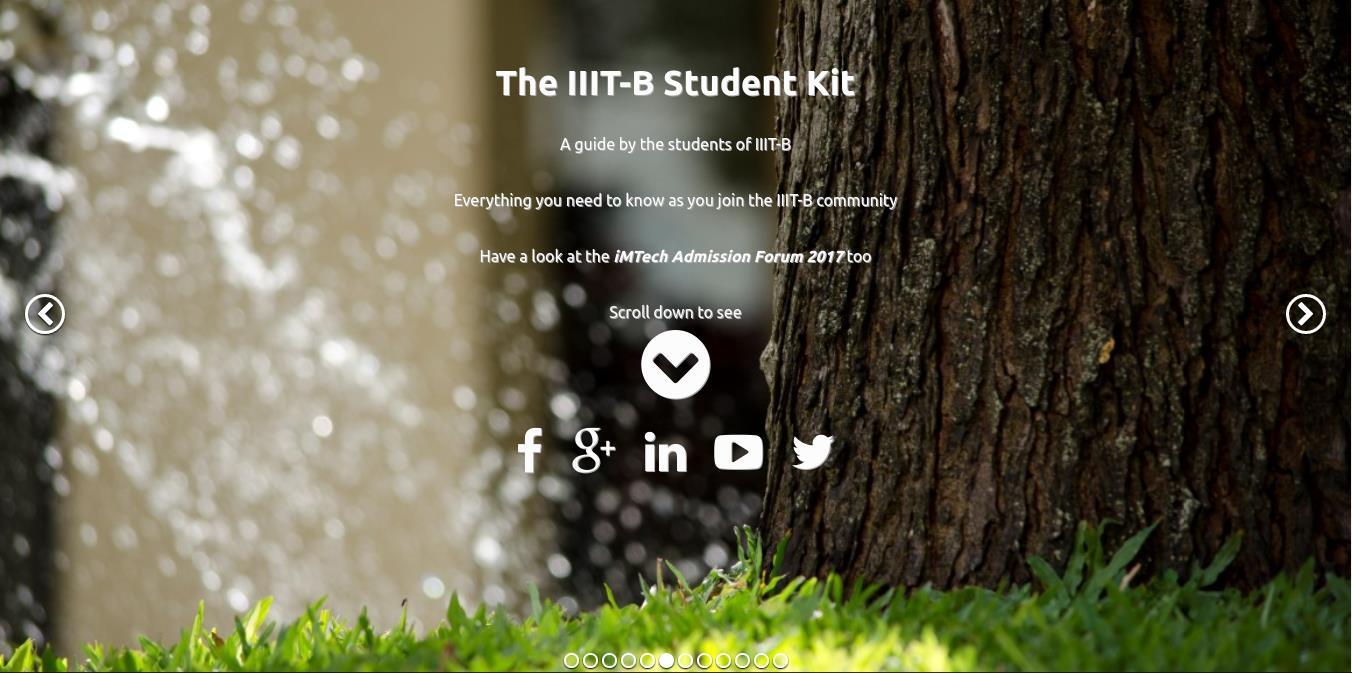 The IIIT-B Student Kit
A guide by the students of IIIT-B
Everything you need to know as you join the IIIT-B community
Have a look at the iMTech Admission Forum 2017 too
Scroll down to see